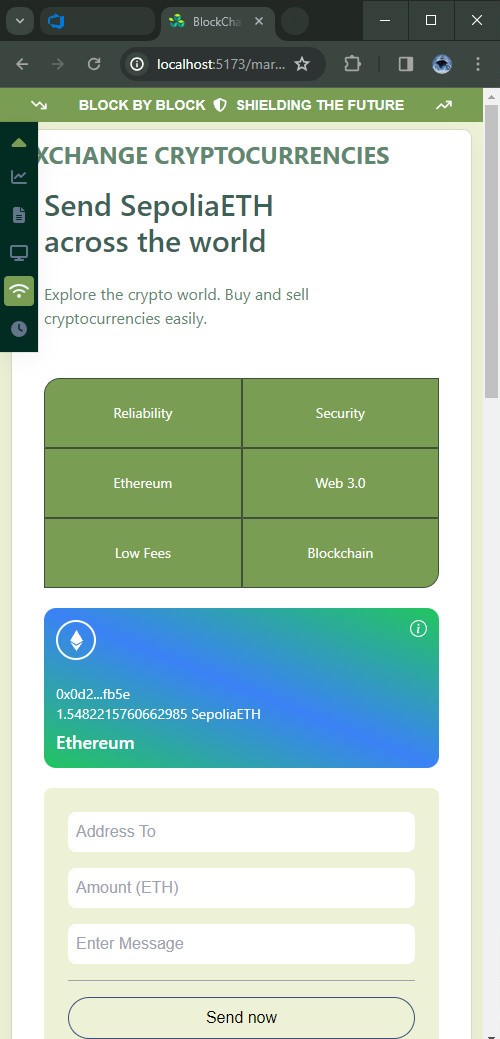 BlockCha
localhost:5173/mar...
BLOCK BY BLOCK SHIELDING THE FUTURE
XCHANGE CRYPTOCURRENCIES
Send SepoliaETH
across the world
Explore the crypto world. Buy and sell
cryptocurrencies easily.
Reliability Security
Ethereum Web 3.0
Low Fees Blockchain
0x0d2...fb5e
1.5482215760662985 SepoliaETH
Ethereum
Address To
Amount (ETH)
Enter Message
Send now